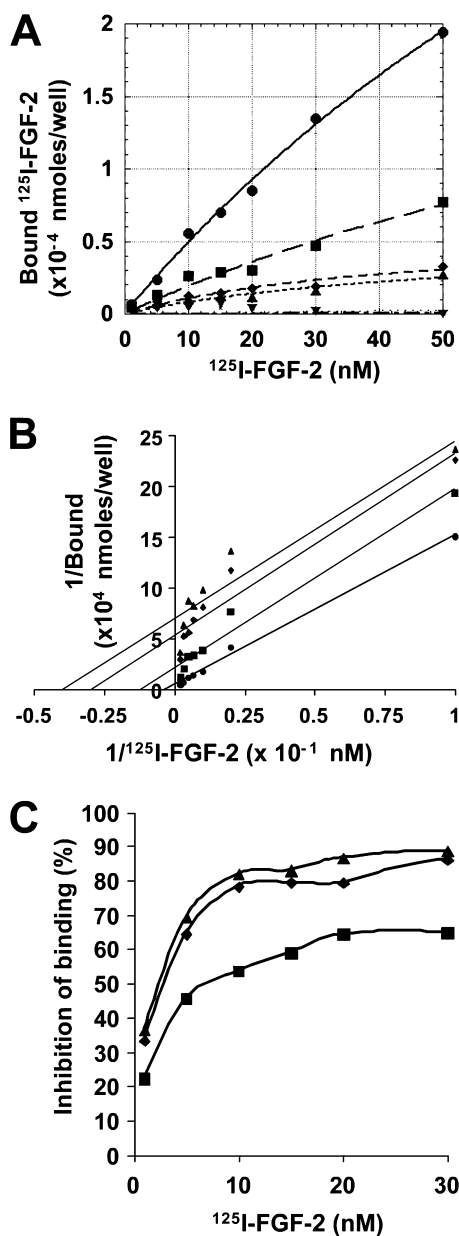 A
Bound ¹²⁵I-FGF-2
(x10⁻⁴ nmoles/well)
2
1.5
1
0.5
0
0 10 20 30 40 50
¹²⁵I-FGF-2 (nM)
B
1/Bound
(x10⁴ nmoles/well)
25
20
15
10
5
0
-0.5 -0.25 0 0.25 0.5 0.75 1
1/¹²⁵I-FGF-2 (x 10⁻¹ nM)
C
Inhibition of binding (%)
100
90
80
70
60
50
40
30
20
10
0
0 10 20 30
¹²⁵I-FGF-2 (nM)